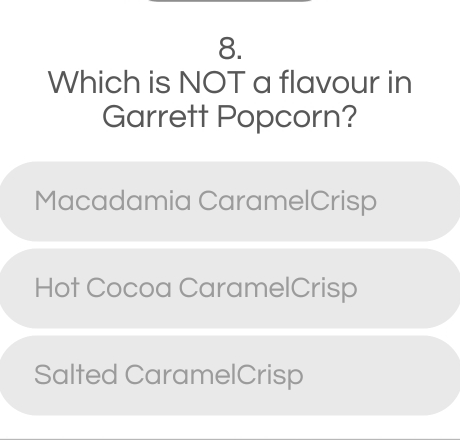 8.
Which is NOT a flavour in
Garrett Popcorn?
Macadamia CaramelCrisp
Hot Cocoa CaramelCrisp
Salted CaramelCrisp